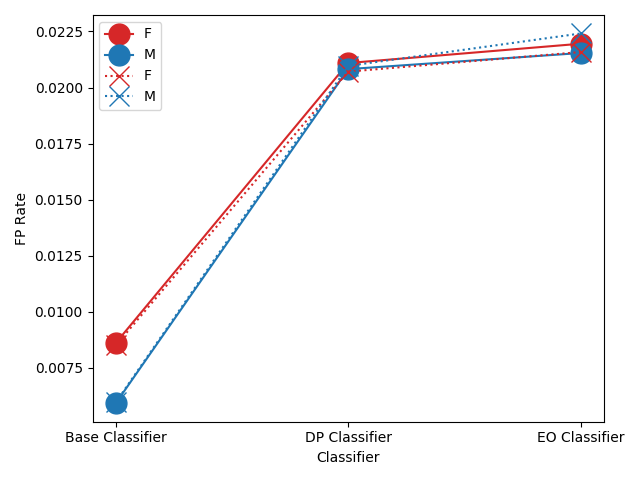 0.0225
0.0200
0.0175
0.0150
0.0125
0.0100
0.0075
FP Rate
F
M
F
M
Base Classifier
DP Classifier
EO Classifier
Classifier